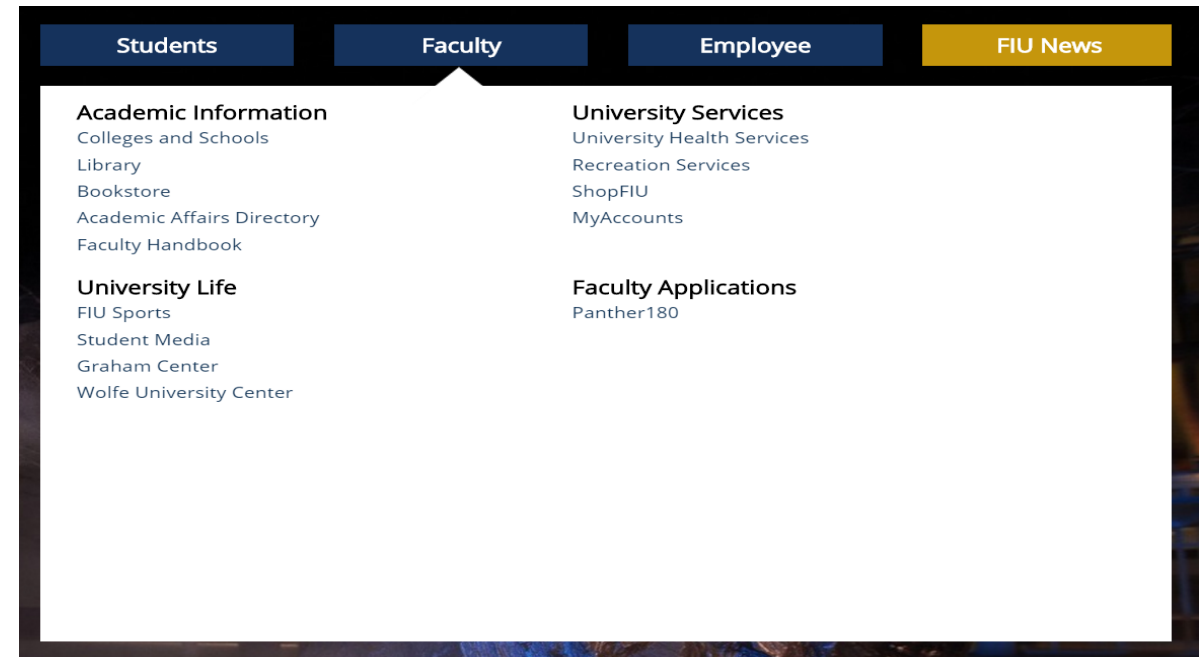 Students
Faculty
Employee
FIU News
Academic Information
Colleges and Schools
Library
Bookstore
Academic Affairs Directory
Faculty Handbook
University Services
University Health Services
Recreation Services
ShopFIU
MyAccounts
University Life
FIU Sports
Student Media
Graham Center
Wolfe University Center
Faculty Applications
Panther180